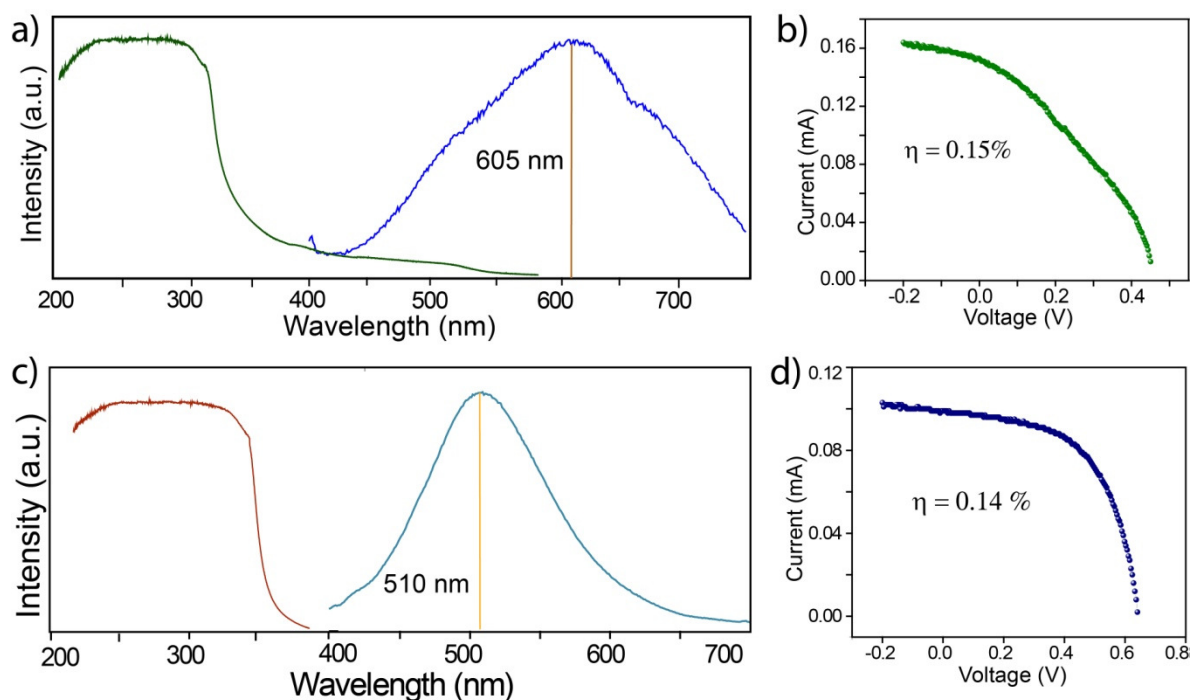 a)
Intensity (a.u.)
605 nm
200 300 400 500 600 700
Wavelength (nm)
b)
Current (mA)
0.16
0.12
0.08
0.04
0.00
η = 0.15%
-0.2 0.0 0.2 0.4
Voltage (V)
c)
Intensity (a.u.)
510 nm
200 300 400 500 600 700
Wavelength (nm)
d)
Current (mA)
0.12
0.08
0.04
0.00
η = 0.14 %
-0.2 0.0 0.2 0.4 0.6 0.8
Voltage (V)